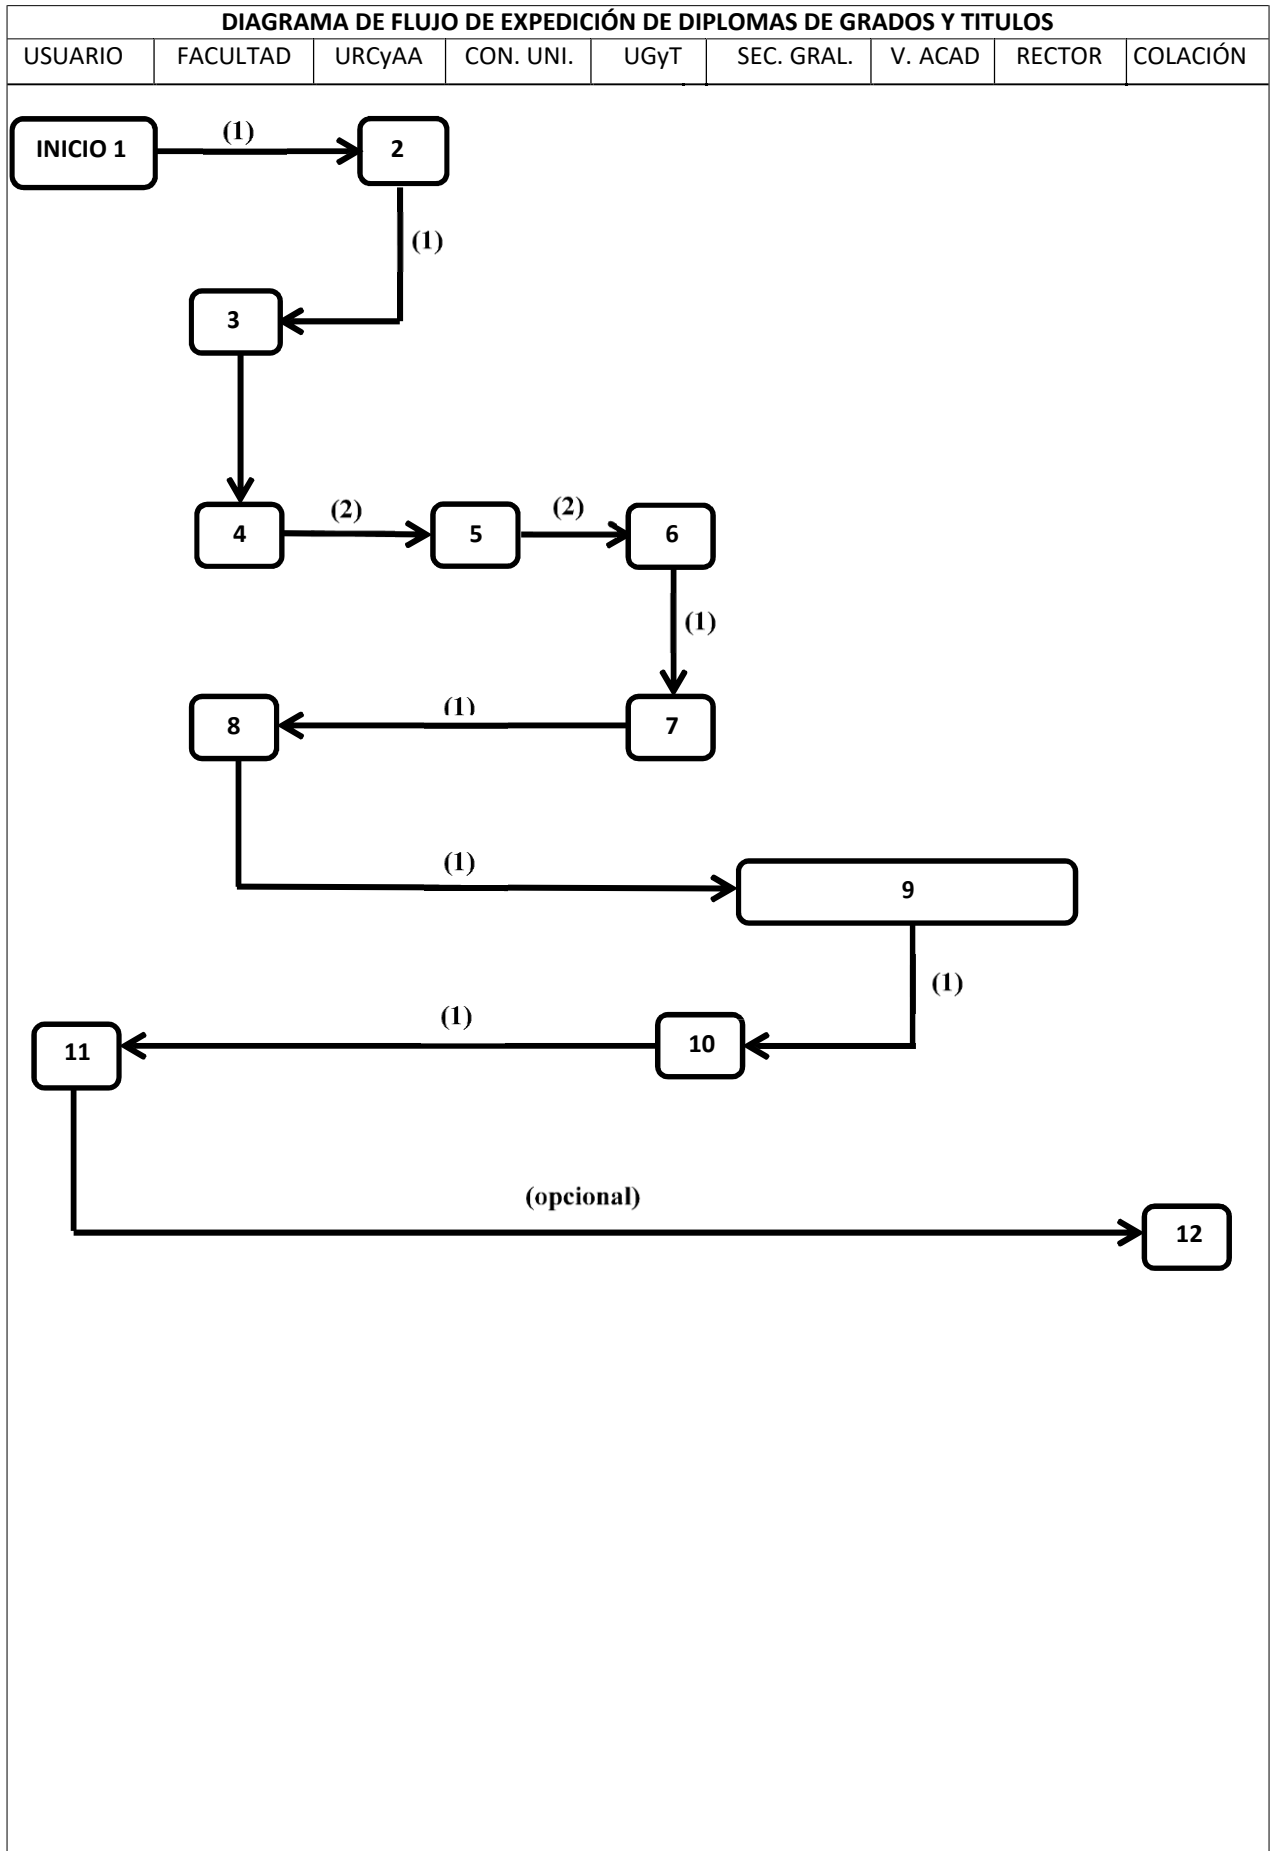 DIAGRAMA DE FLUJO DE EXPEDICIÓN DE DIPLOMAS DE GRADOS Y TITULOS
USUARIO FACULTAD URCyAA CON. UNI. UGyT SEC. GRAL. V. ACAD RECTOR COLACIÓN
INICIO 1 (1) 2
(1)
3
4 (2) 5 (2) 6
(1)
8 (1) 7
(1)
9
(1)
11 (1) 10
(opcional)
12